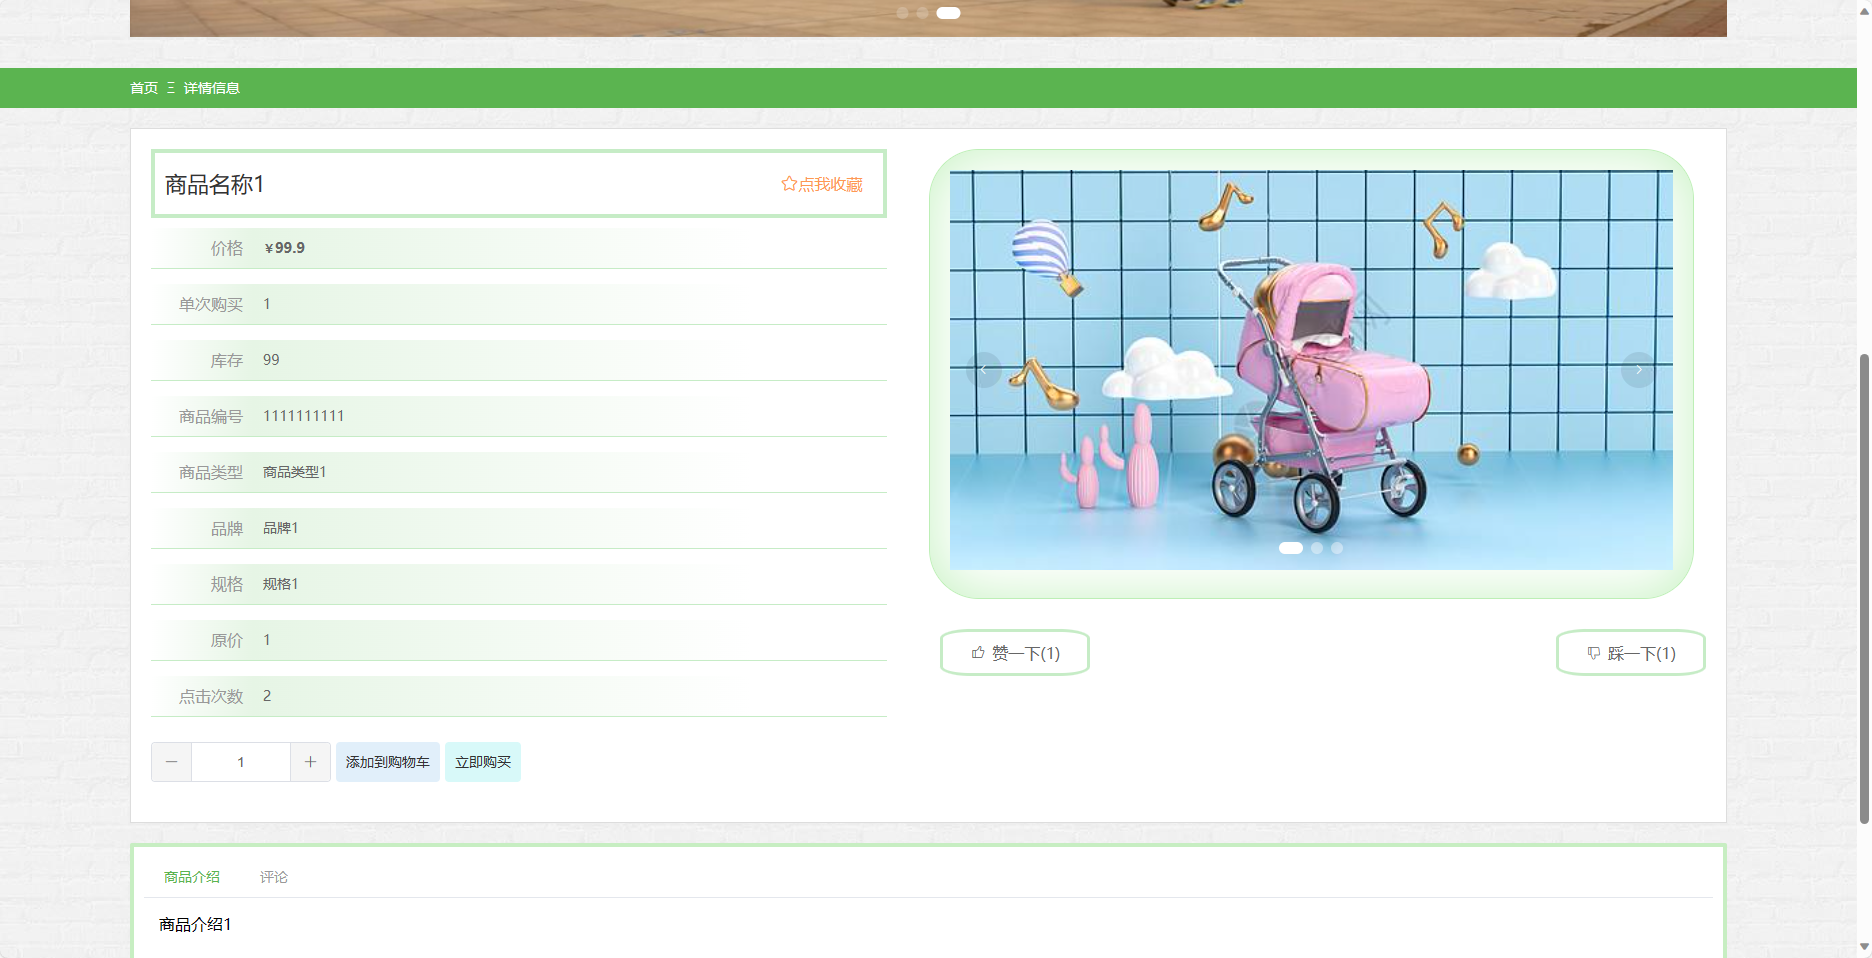 首页 Ξ 详情信息
商品名称1
点我收藏
价格 ¥99.9
单次购买 1
库存 99
商品编号 1111111111
商品类型 商品类型1
品牌 品牌1
规格 规格1
原价 1
点击次数 2
1 添加到购物车 立即购买
赞一下(1)
踩一下(1)
商品介绍 评论
商品介绍1